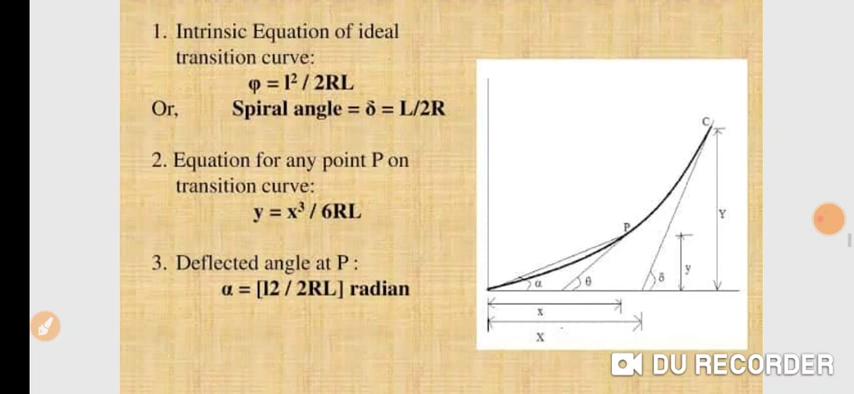 1. Intrinsic Equation of ideal
transition curve:
φ = l² / 2RL
Or, Spiral angle = δ = L/2R
2. Equation for any point P on
transition curve:
y = x³ / 6RL
3. Deflected angle at P :
α = [l2 / 2RL] radian
C
P
Y
α
θ
δ
y
x
X
DU RECORDER